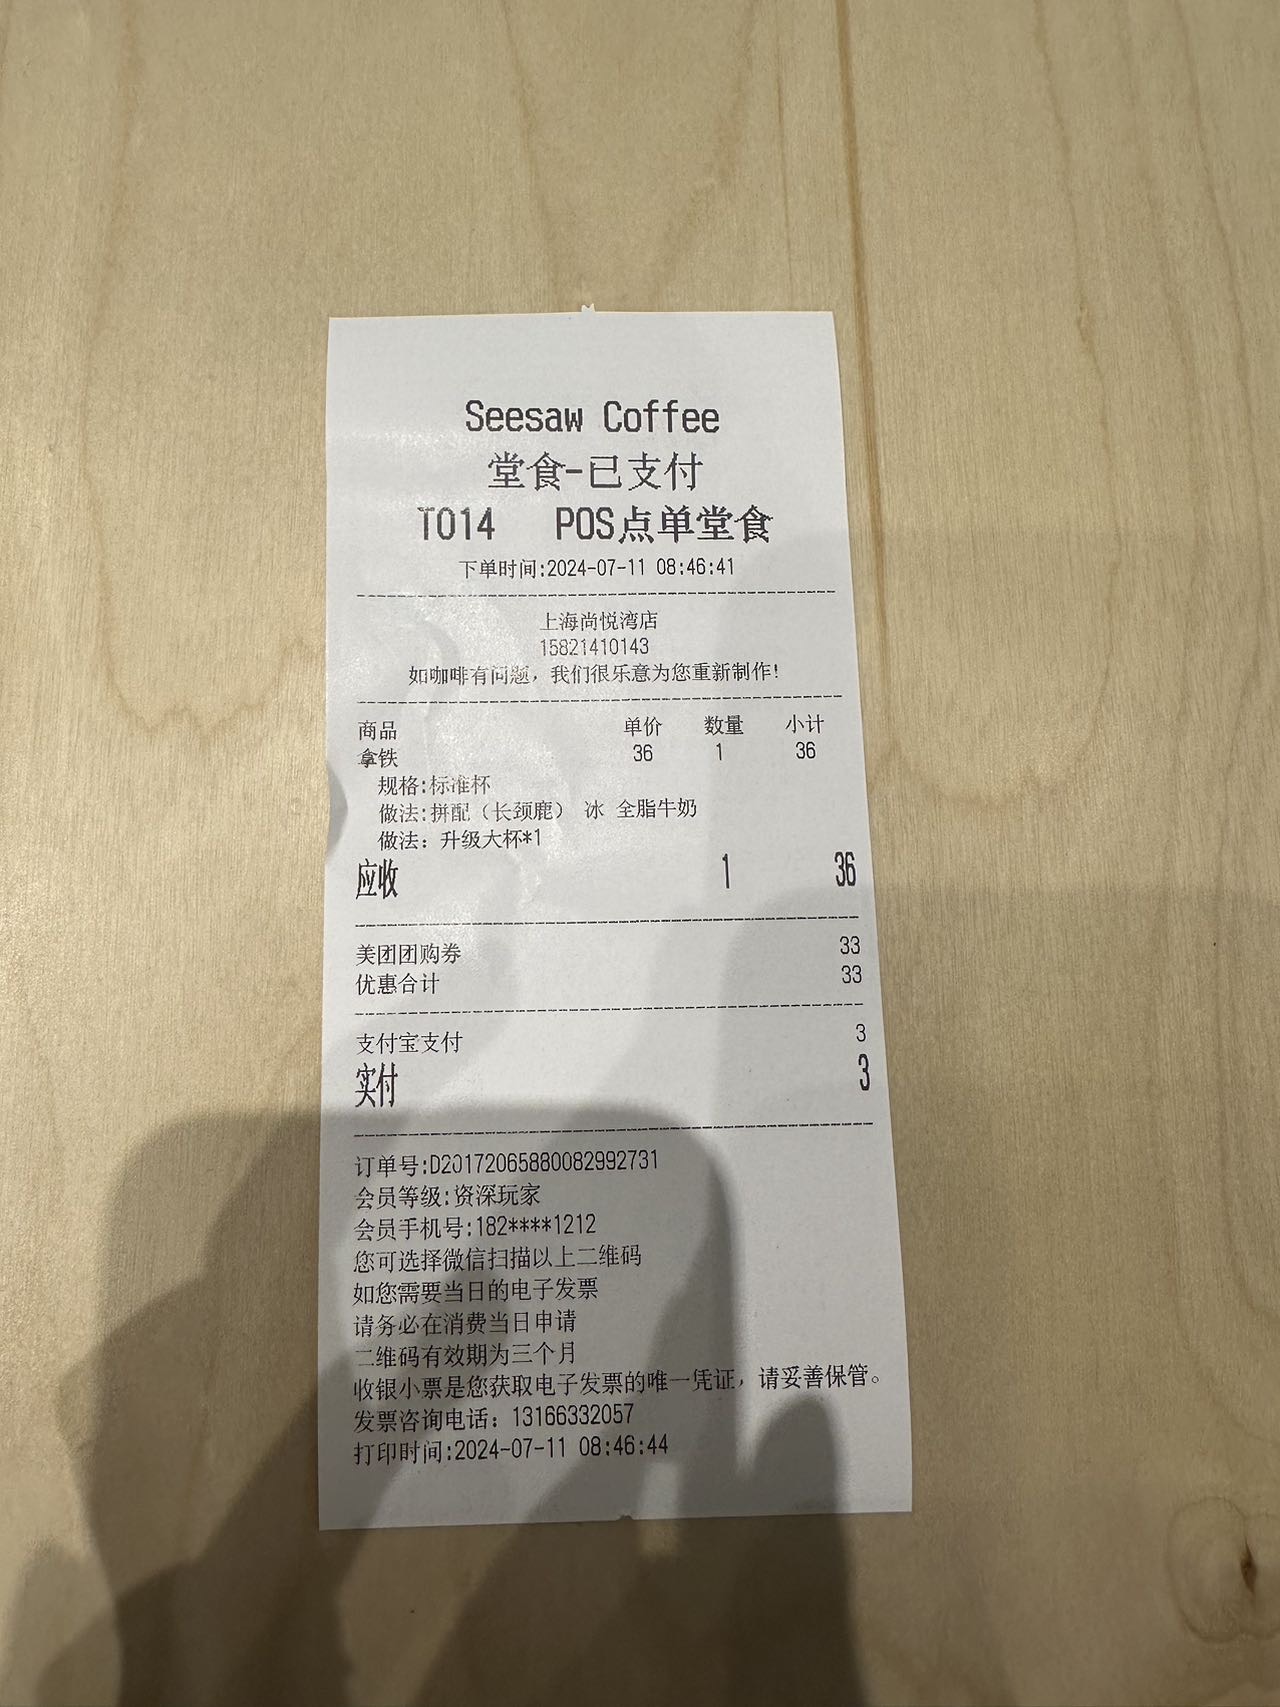 Seesaw Coffee
堂食-已支付
T014 POS点单堂食
下单时间:2024-07-11 08:46:41
上海尚悦湾店
15821410143
如咖啡有问题，我们很乐意为您重新制作!
商品 单价 数量 小计
拿铁 36 1 36
规格:标准杯
做法:拼配（长颈鹿） 冰 全脂牛奶
做法：升级大杯*1
应收 1 36
美团团购券 33
优惠合计 33
支付宝支付 3
实付 3
订单号:D20172065880082992731
会员等级:资深玩家
会员手机号:182****1212
您可选择微信扫描以上二维码
如您需要当日的电子发票
请务必在消费当日申请
二维码有效期为三个月
收银小票是您获取电子发票的唯一凭证，请妥善保管。
发票咨询电话：13166332057
打印时间:2024-07-11 08:46:44